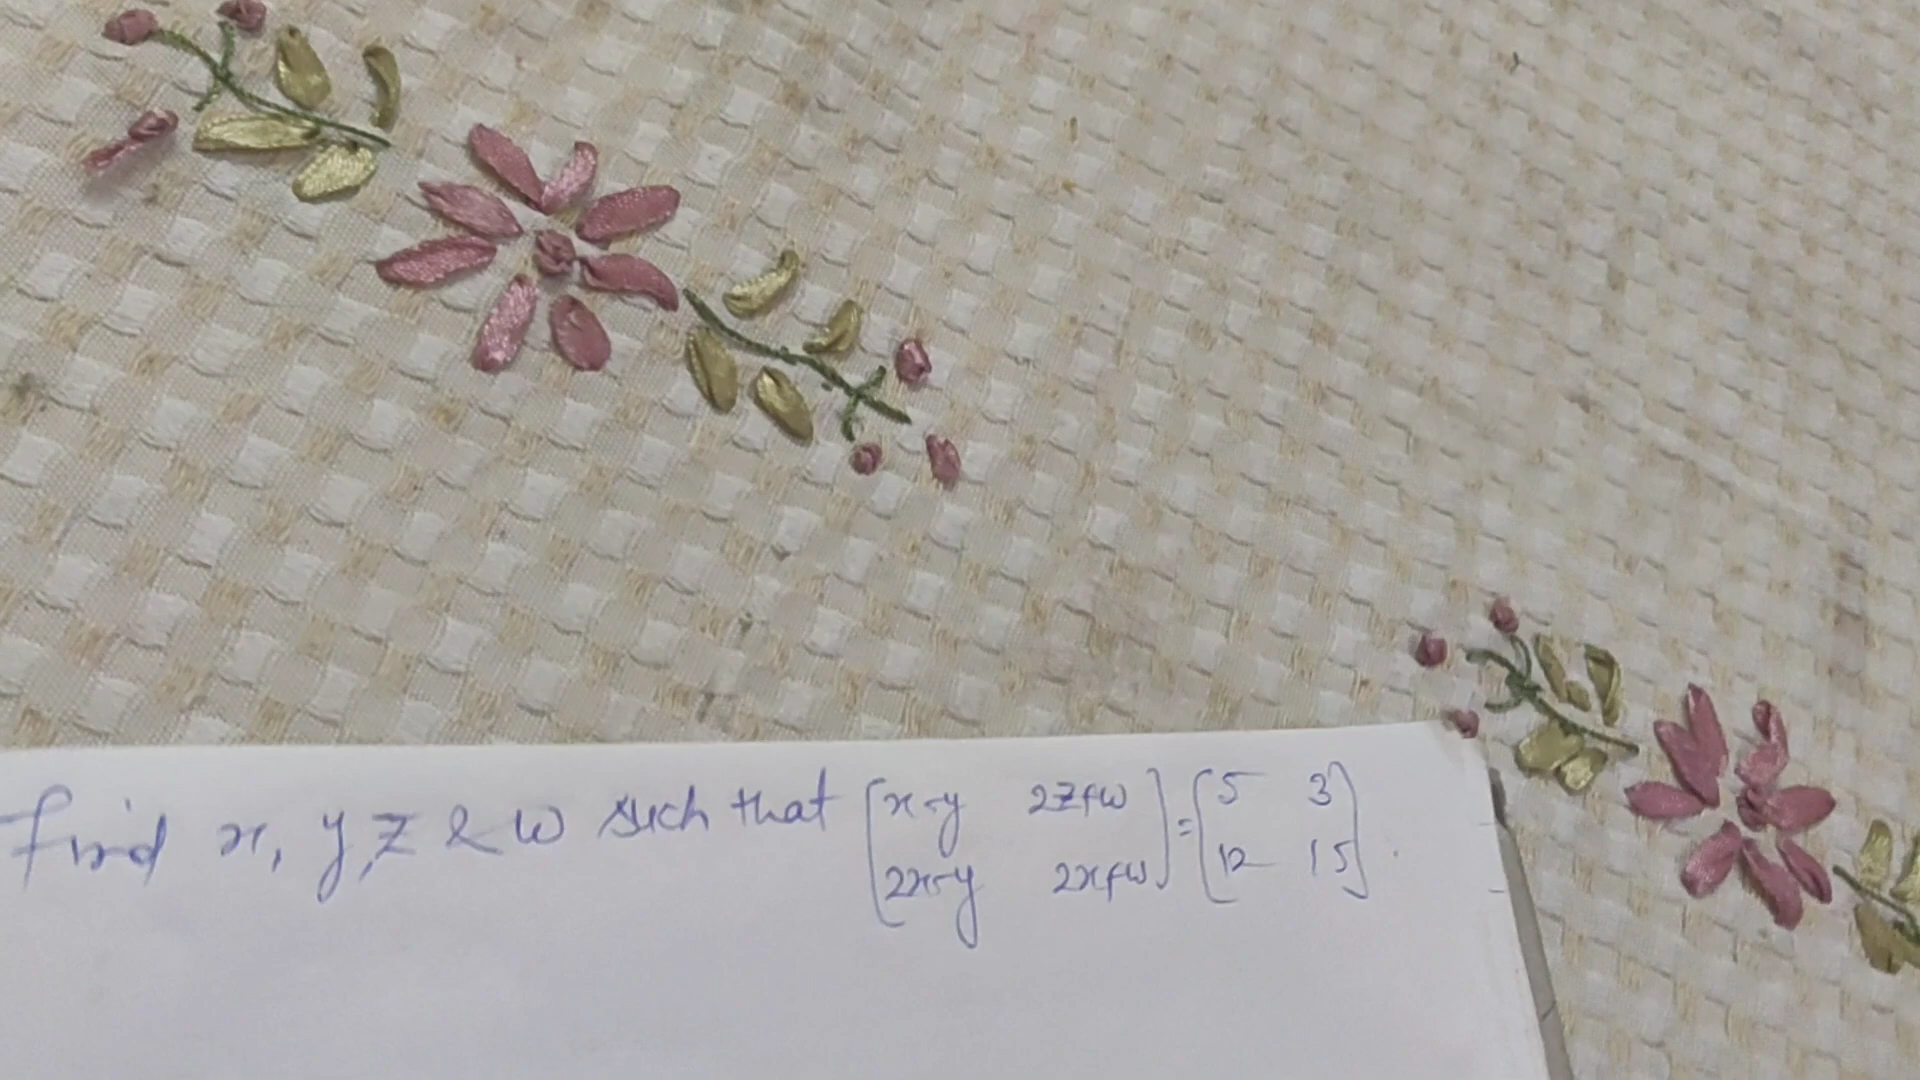 Find x, y, z & w such that [x-y 2z+w] = [5 3]
[2x-y 2x+w] [12 15].